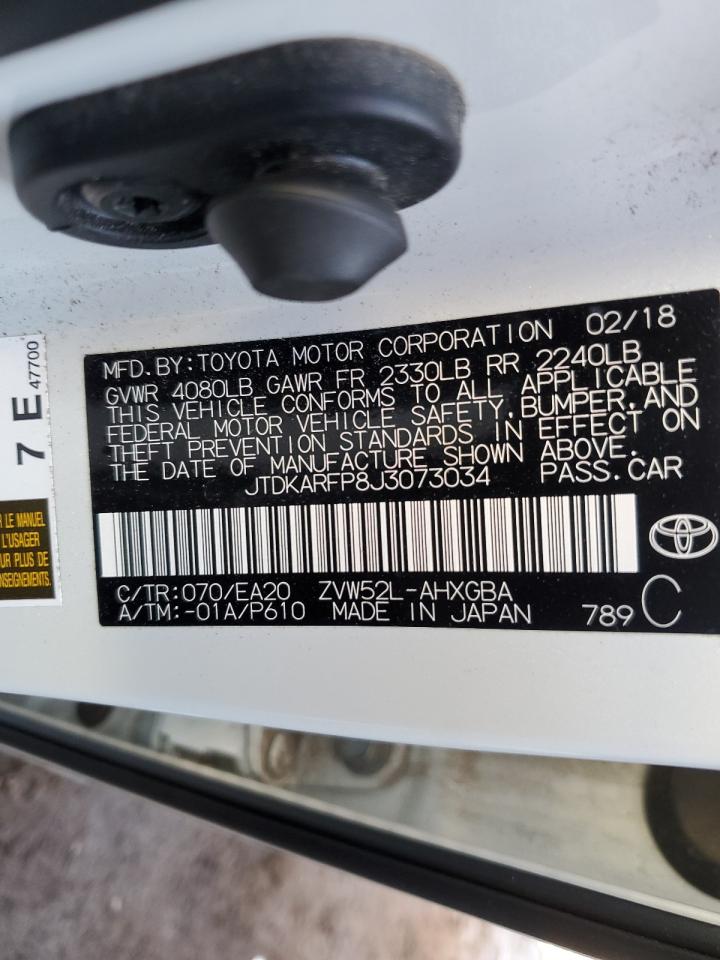 MFD.BY:TOYOTA MOTOR CORPORATION 02/18
GVWR 4080LB GAWR FR 2330LB RR 2240LB
THIS VEHICLE CONFORMS TO ALL APPLICABLE
FEDERAL MOTOR VEHICLE SAFETY,BUMPER,AND
THEFT PREVENTION STANDARDS IN EFFECT ON
THE DATE OF MANUFACTURE SHOWN ABOVE.
JTDKARFP8J3073034 PASS.CAR
C/TR:070/EA20 ZVW52L-AHXGBA
A/TM:-01A/P610 MADE IN JAPAN 789 C
7 E
47700
R LE MANUEL
L'USAGER
UR PLUS DE
NSEIGNEMENTS.